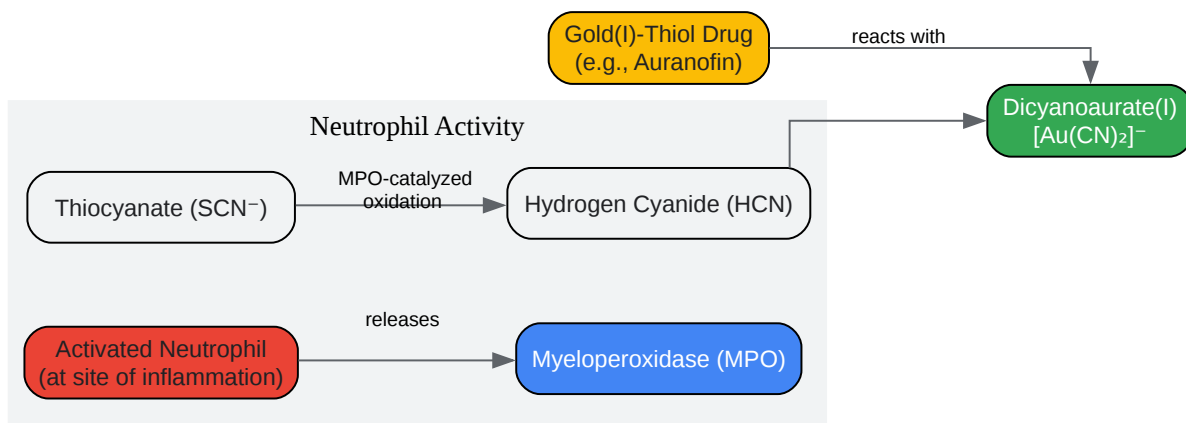 Gold(I)-Thiol Drug
(e.g., Auranofin)
reacts with
Dicyanoaurate(I)
[Au(CN)₂]⁻
Neutrophil Activity
Thiocyanate (SCN⁻)
MPO-catalyzed
oxidation
Hydrogen Cyanide (HCN)
Activated Neutrophil
(at site of inflammation)
releases
Myeloperoxidase (MPO)